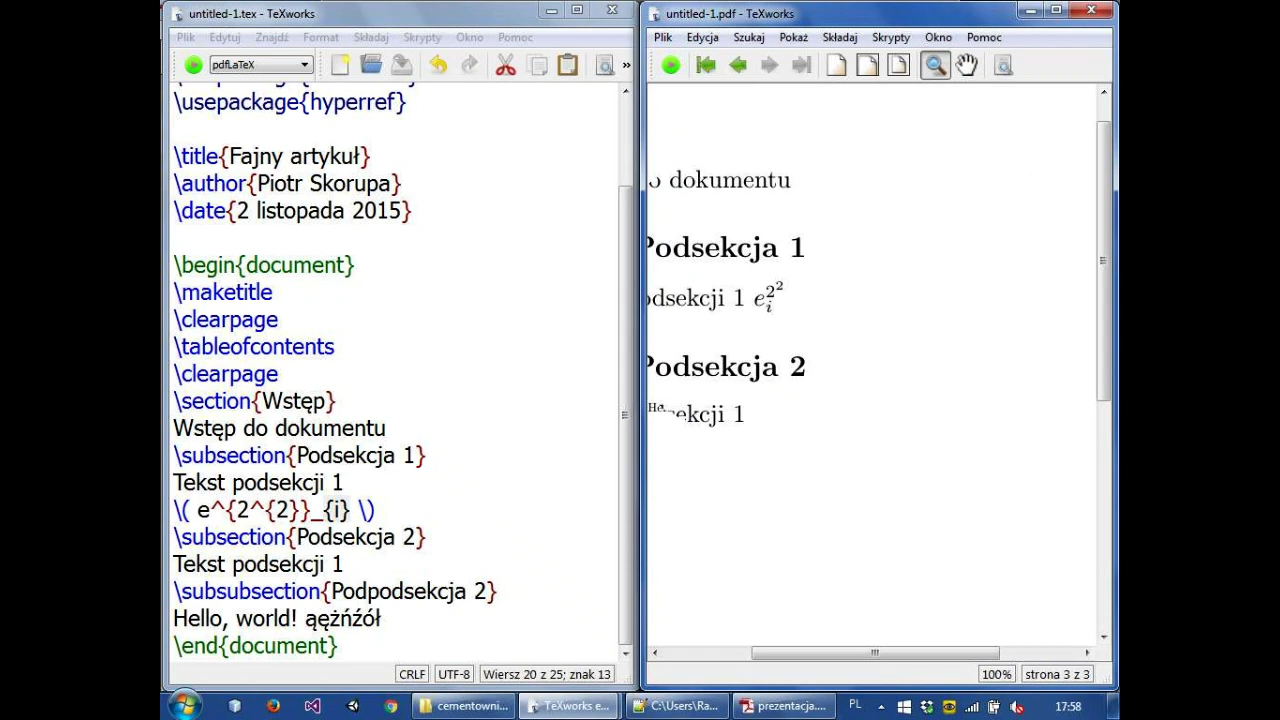 untitled-1.tex - TeXworks
Plik Edytuj Znajdź Format Składaj Skrypty Okno Pomoc
pdfLaTeX
»
\usepackage{hyperref}
\title{Fajny artykuł}
\author{Piotr Skorupa}
\date{2 listopada 2015}
\begin{document}
\maketitle
\clearpage
\tableofcontents
\clearpage
\section{Wstęp}
Wstęp do dokumentu
\subsection{Podsekcja 1}
Tekst podsekcji 1
\( e^{2^{2}}_{i} \)
\subsection{Podsekcja 2}
Tekst podsekcji 1
\subsubsection{Podpodsekcja 2}
Hello, world! ąężńźół
\end{document}
CRLF UTF-8 Wiersz 20 z 25; znak 13
untitled-1.pdf - TeXworks
Plik Edycja Szukaj Pokaż Składaj Skrypty Okno Pomoc
o dokumentu
Podsekcja 1
odsekcji 1 e_i^{2^2}
Podsekcja 2
sekcji 1
100% strona 3 z 3
cementowni... TeXworks e... C:\Users\Ra... prezentacja.... PL 17:58